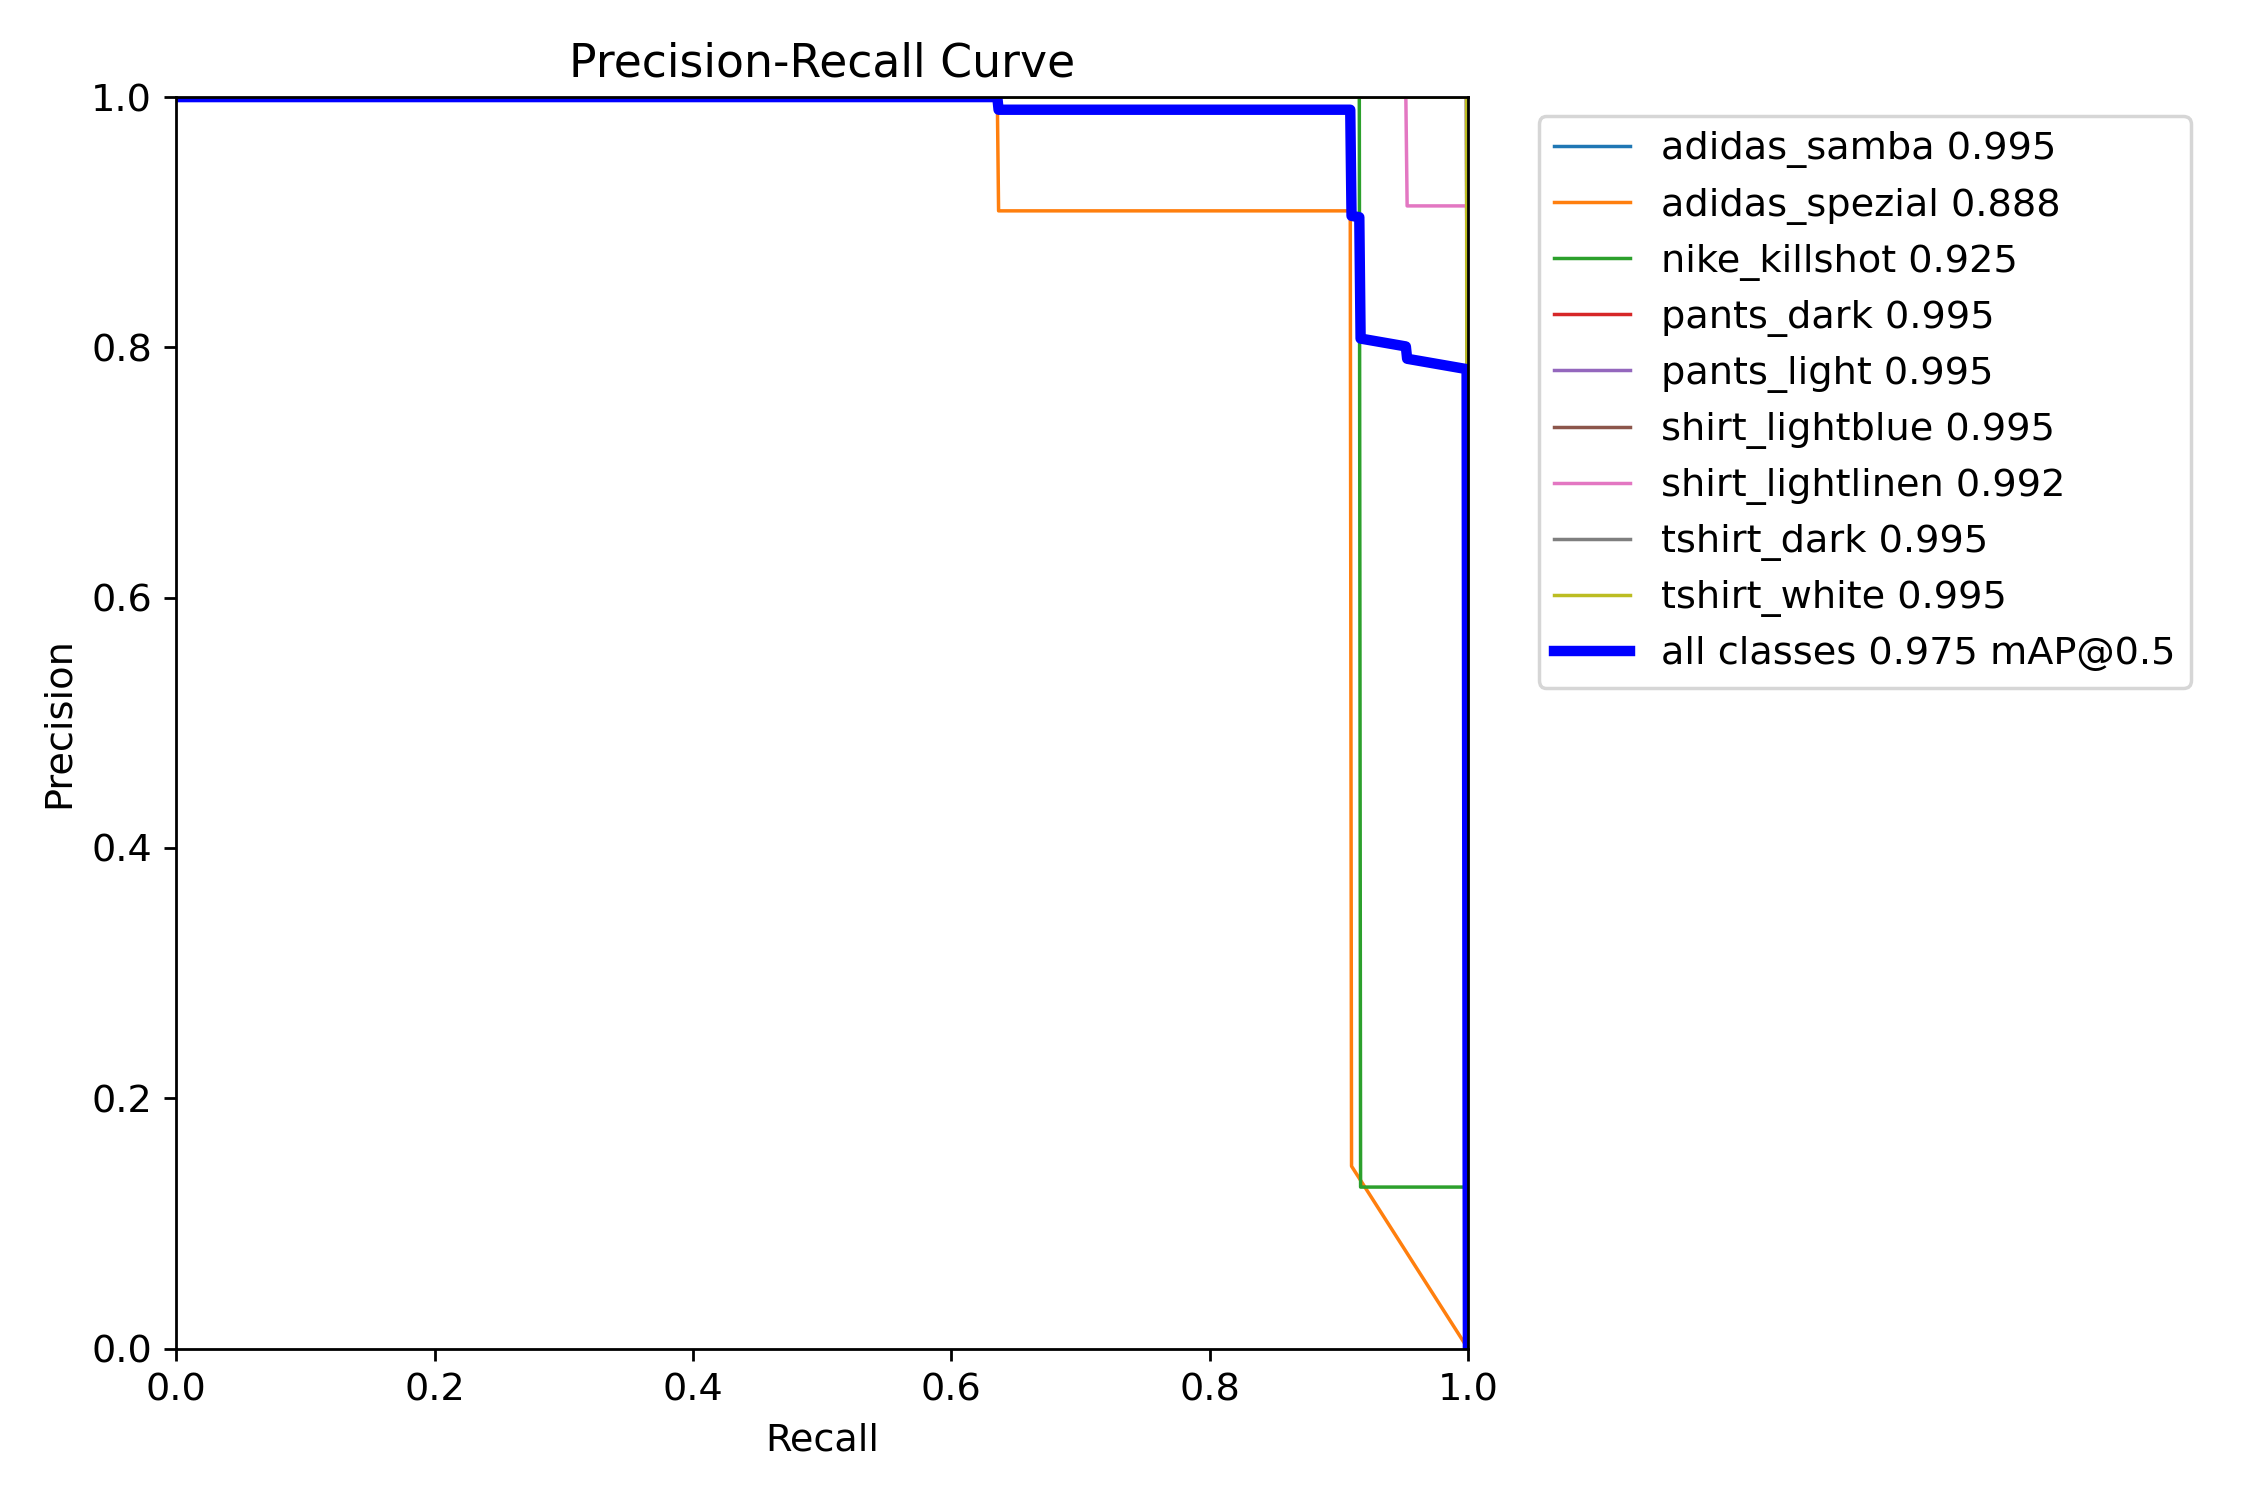 Precision-Recall Curve
1.0
0.8
0.6
0.4
0.2
0.0
Precision
0.0 0.2 0.4 0.6 0.8 1.0
Recall
adidas_samba 0.995
adidas_spezial 0.888
nike_killshot 0.925
pants_dark 0.995
pants_light 0.995
shirt_lightblue 0.995
shirt_lightlinen 0.992
tshirt_dark 0.995
tshirt_white 0.995
all classes 0.975 mAP@0.5